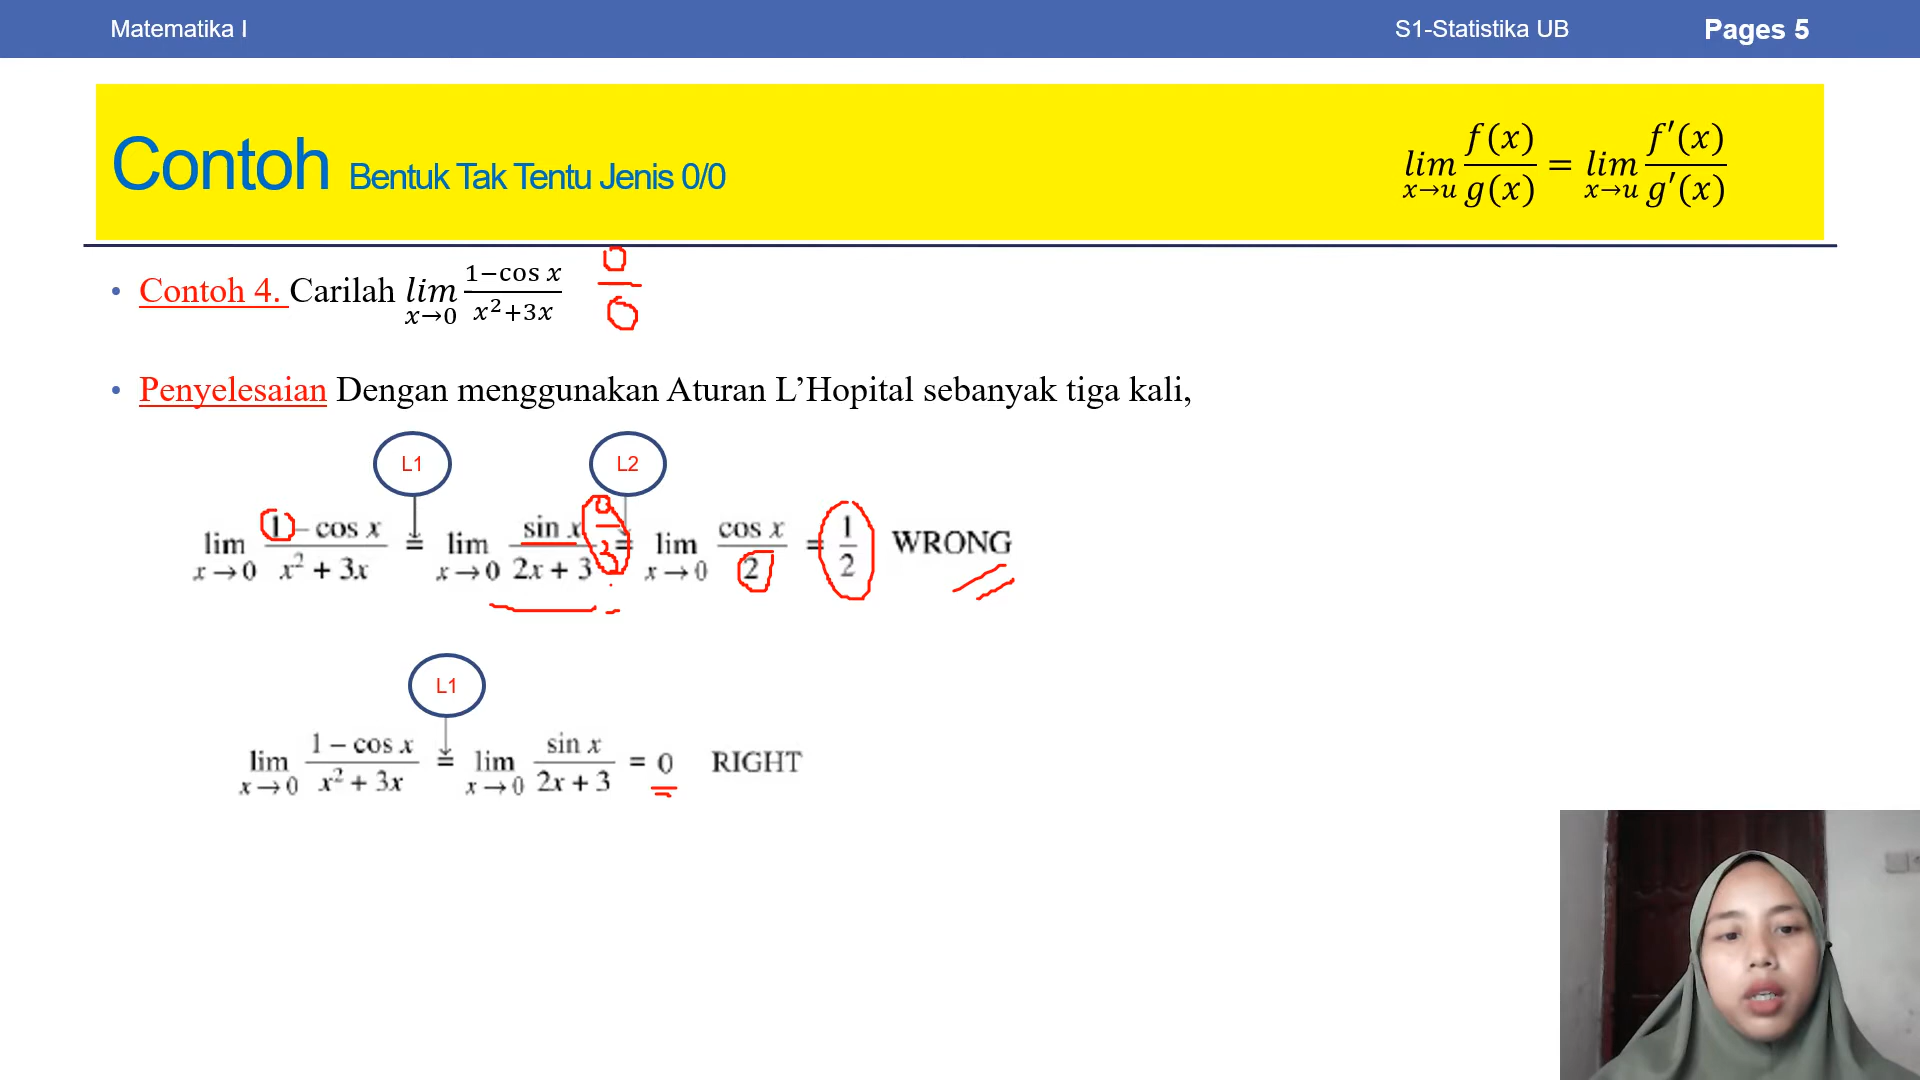 Matematika I S1-Statistika UB Pages 5
Contoh Bentuk Tak Tentu Jenis 0/0
lim x→u f(x)/g(x) = lim x→u f′(x)/g′(x)
• Contoh 4. Carilah lim x→0 1−cos x / x²+3x 0/0
• Penyelesaian Dengan menggunakan Aturan L’Hopital sebanyak tiga kali,
L1 L2
lim x→0 1 − cos x / x² + 3x = lim x→0 sin x / 2x + 3 0/3 = lim x→0 cos x / 2 = 1/2 WRONG
L1
lim x→0 1 − cos x / x² + 3x = lim x→0 sin x / 2x + 3 = 0 RIGHT